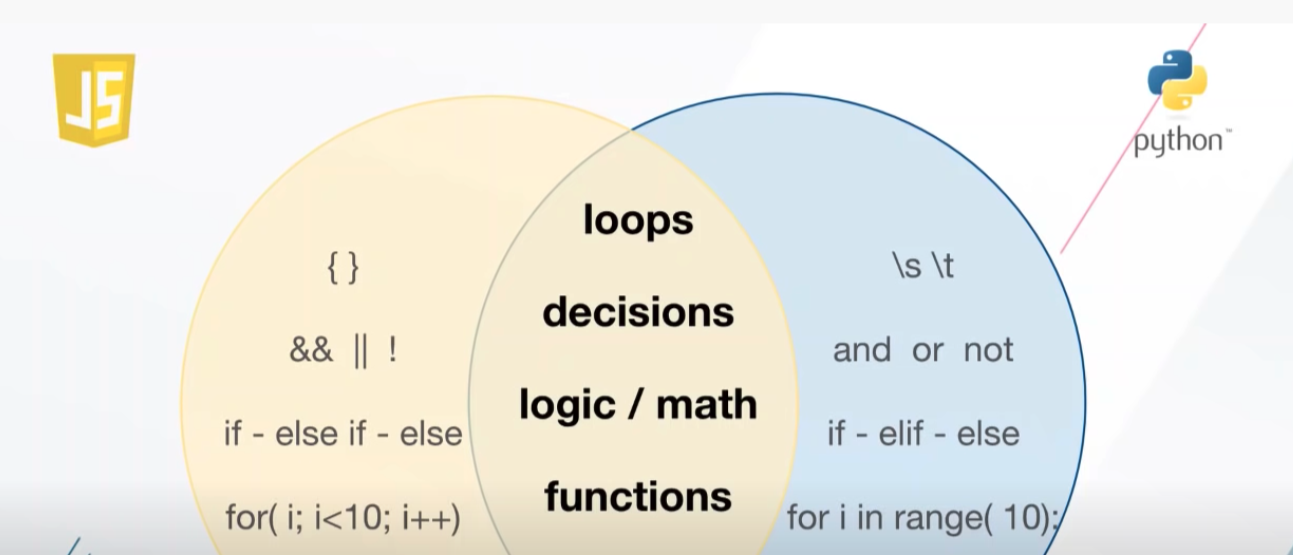 JS
python™
loops
{ }
\s \t
decisions
&& || !
and or not
logic / math
if - else if - else
if - elif - else
functions
for( i; i<10; i++)
for i in range( 10):